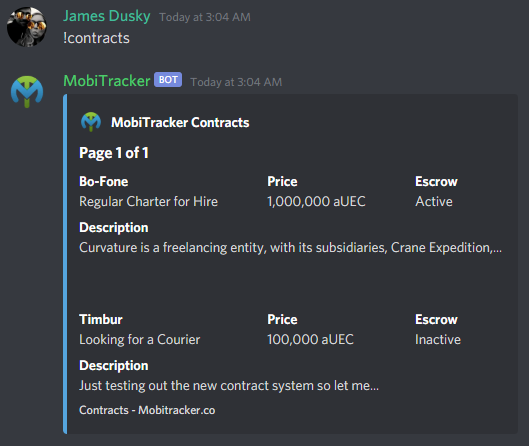 James Dusky Today at 3:04 AM
!contracts
MobiTracker BOT Today at 3:04 AM
MobiTracker Contracts
Page 1 of 1
Bo-Fone Price Escrow
Regular Charter for Hire 1,000,000 aUEC Active
Description
Curvature is a freelancing entity, with its subsidiaries, Crane Expedition,...
Timbur Price Escrow
Looking for a Courier 100,000 aUEC Inactive
Description
Just testing out the new contract system so let me...
Contracts - Mobitracker.co